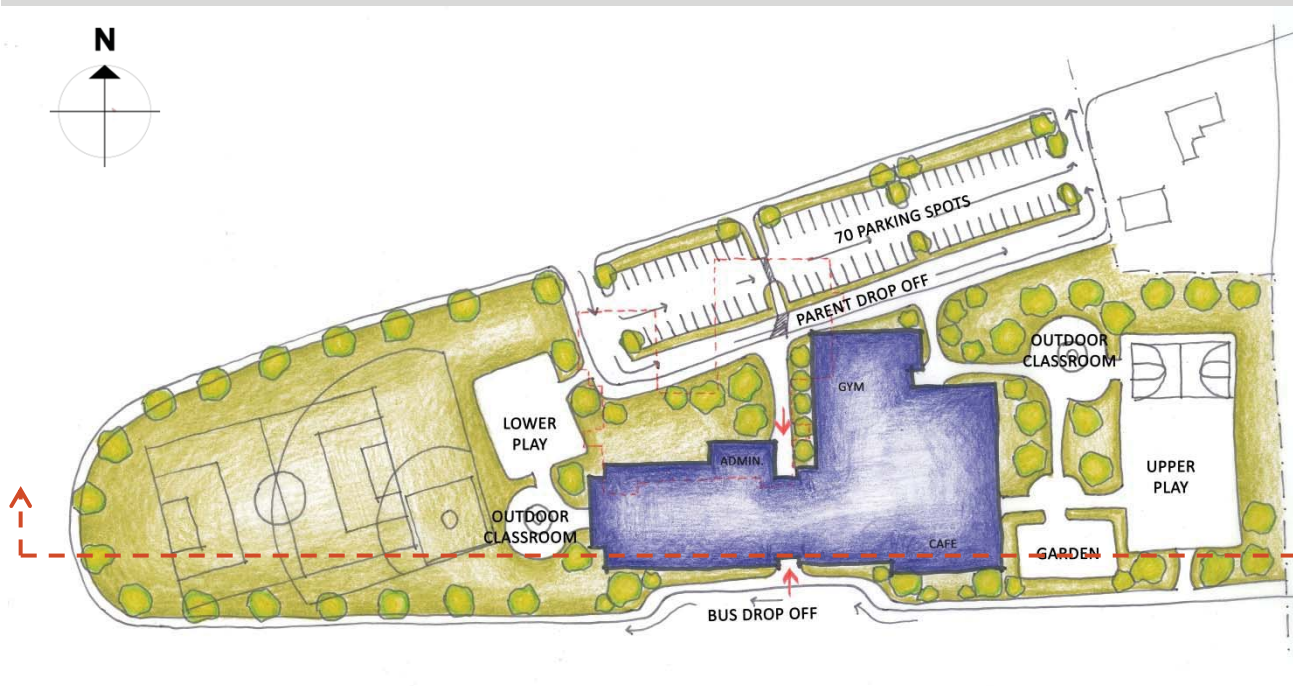 N
70 PARKING SPOTS
PARENT DROP OFF
OUTDOOR
CLASSROOM
GYM
LOWER
PLAY
ADMIN.
UPPER
PLAY
OUTDOOR
CLASSROOM
CAFE
GARDEN
BUS DROP OFF